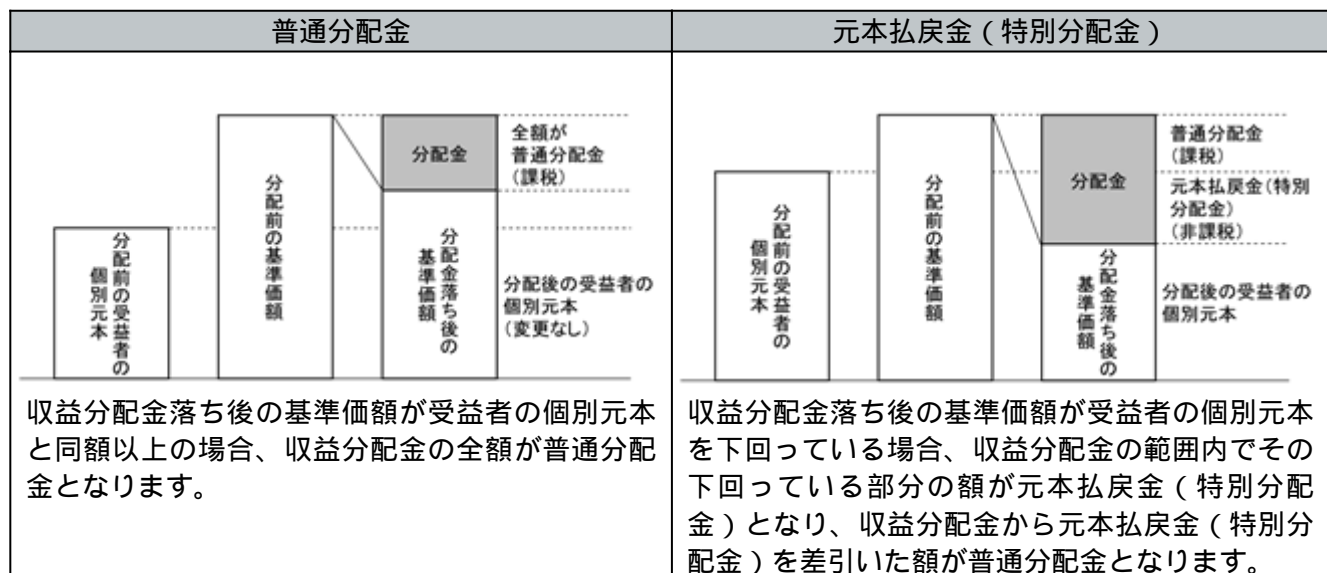 普通分配金
分配前の受益者の
個別元本
分配前の基準価額
分配金
分配金落ち後の
基準価額
全額が
普通分配金
(課税)
分配後の受益者の
個別元本
(変更なし)
収益分配金落ち後の基準価額が受益者の個別元本
と同額以上の場合、収益分配金の全額が普通分配
金となります。
元本払戻金(特別分配金)
分配前の受益者の
個別元本
分配前の基準価額
分配金
分配金落ち後の
基準価額
普通分配金
(課税)
元本払戻金(特別
分配金)
(非課税)
分配後の受益者の
個別元本
収益分配金落ち後の基準価額が受益者の個別元本
を下回っている場合、収益分配金の範囲内でその
下回っている部分の額が元本払戻金(特別分配
金)となり、収益分配金から元本払戻金(特別分
配金)を差引いた額が普通分配金となります。